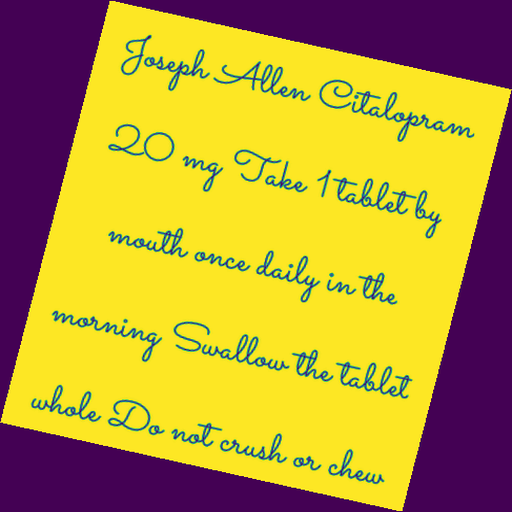 Joseph Allen Citalopram
20 mg Take 1 tablet by
mouth once daily in the
morning Swallow the tablet
whole Do not crush or chew